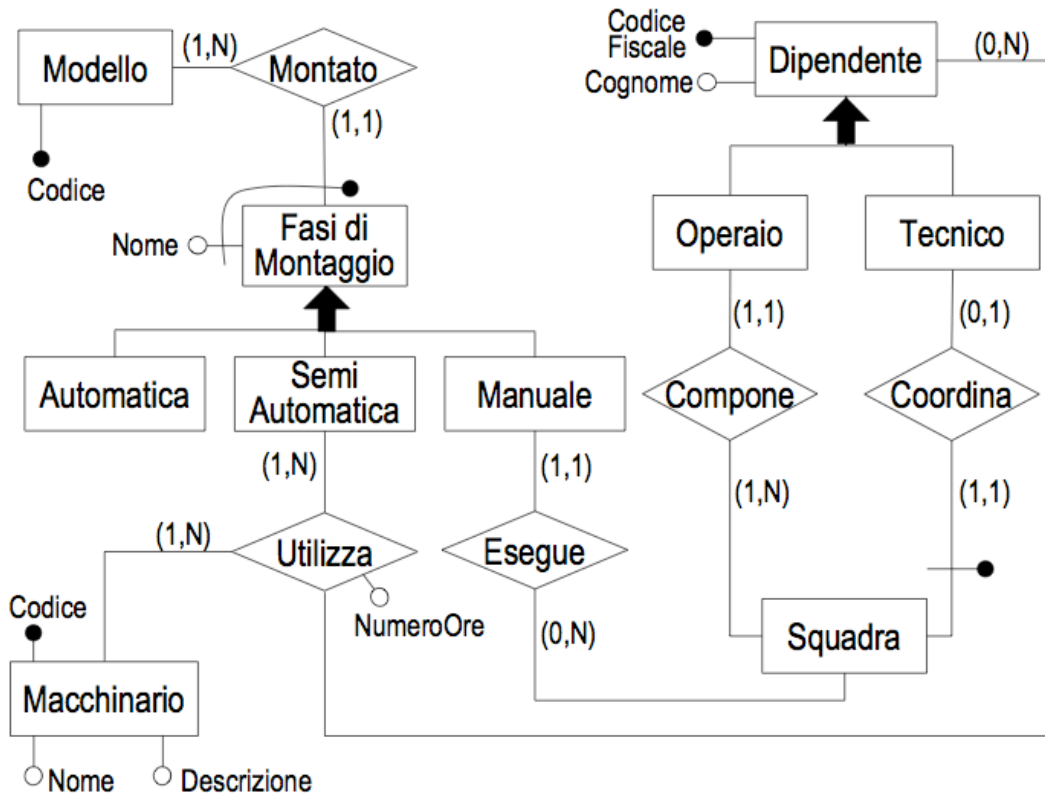 Codice
Fiscale
Dipendente
(0,N)
Cognome
Modello
(1,N)
Montato
(1,1)
Codice
Nome
Fasi di
Montaggio
Operaio
Tecnico
(1,1)
(0,1)
Automatica
Semi
Automatica
Manuale
Compone
Coordina
(1,N)
(1,1)
(1,N)
(1,1)
(1,N)
Utilizza
Esegue
NumeroOre
(0,N)
Codice
Squadra
Macchinario
Nome
Descrizione